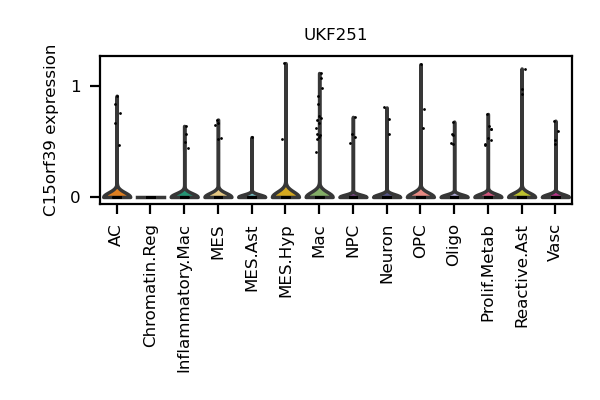 UKF251
C15orf39 expression
1
0
AC
Chromatin.Reg
Inflammatory.Mac
MES
MES.Ast
MES.Hyp
Mac
NPC
Neuron
OPC
Oligo
Prolif.Metab
Reactive.Ast
Vasc